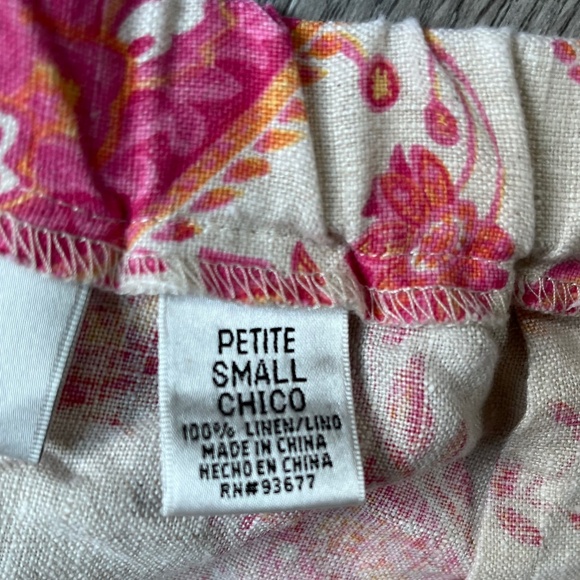 PETITE
SMALL
CHICO
100% LINEN/LINO
MADE IN CHINA
HECHO EN CHINA
RN#93677